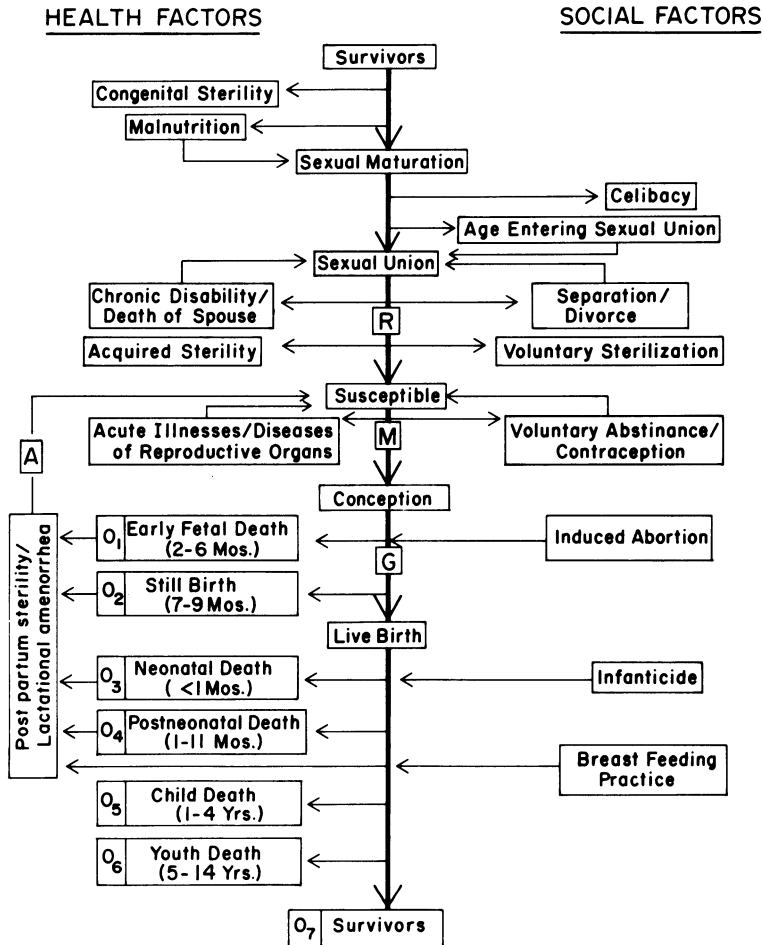 HEALTH FACTORS
SOCIAL FACTORS
Survivors
Congenital Sterility
Malnutrition
Sexual Maturation
Celibacy
Age Entering Sexual Union
Sexual Union
Chronic Disability/
Death of Spouse
Separation/
Divorce
R
Acquired Sterility
Voluntary Sterilization
Susceptible
Acute Illnesses/Diseases
of Reproductive Organs
M
Voluntary Abstinance/
Contraception
A
Conception
Post partum sterility/
Lactational amenorrhea
O1 Early Fetal Death
(2-6 Mos.)
Induced Abortion
G
O2 Still Birth
(7-9 Mos.)
Live Birth
O3 Neonatal Death
(<1 Mos.)
Infanticide
O4 Postneonatal Death
(1-11 Mos.)
Breast Feeding
Practice
O5 Child Death
(1-4 Yrs.)
O6 Youth Death
(5-14 Yrs.)
O7 Survivors